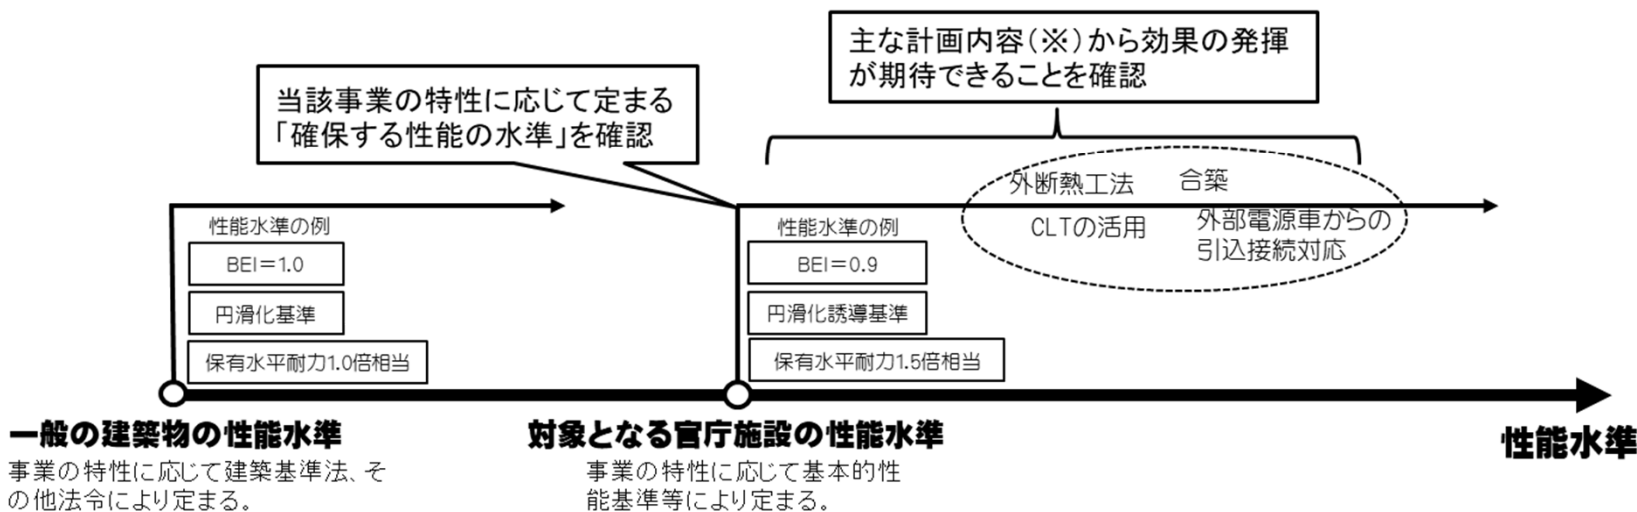 主な計画内容(※)から効果の発揮
が期待できることを確認
当該事業の特性に応じて定まる
「確保する性能の水準」を確認
性能水準の例
BEI=1.0
円滑化基準
保有水平耐力1.0倍相当
性能水準の例
BEI=0.9
円滑化誘導基準
保有水平耐力1.5倍相当
外断熱工法
合築
CLTの活用
外部電源車からの
引込接続対応
一般の建築物の性能水準
事業の特性に応じて建築基準法、そ
の他法令により定まる。
対象となる官庁施設の性能水準
事業の特性に応じて基本的性
能基準等により定まる。
性能水準